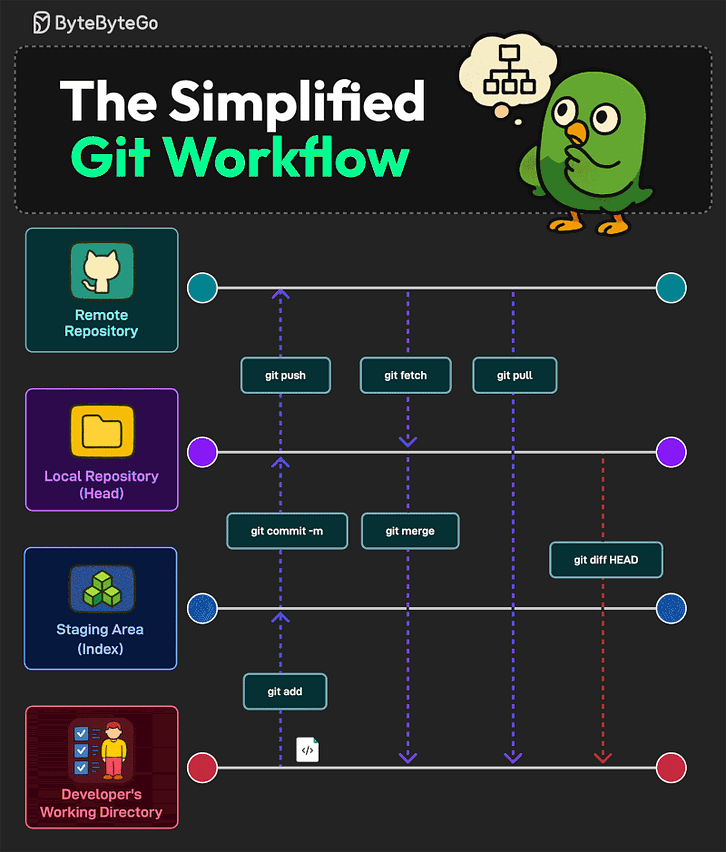 ByteByteGo
The Simplified
Git Workflow
Remote
Repository
git push
git fetch
git pull
Local Repository
(Head)
git commit -m
git merge
git diff HEAD
Staging Area
(Index)
git add
</>
Developer's
Working Directory